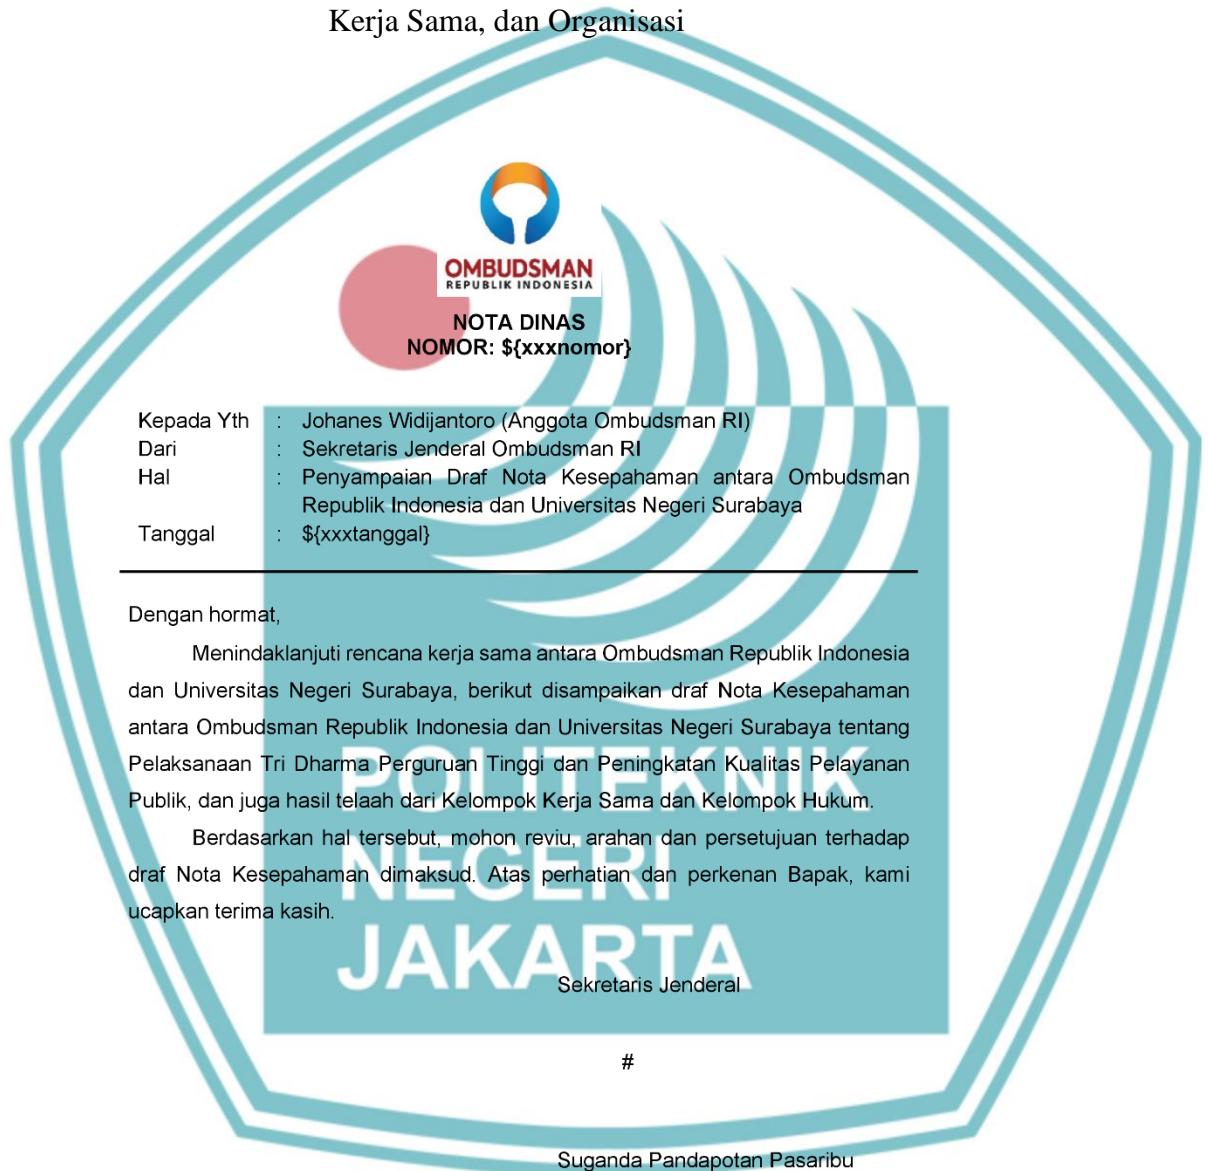 Kerja Sama, dan Organisasi
OMBUDSMAN
REPUBLIK INDONESIA
NOTA DINAS
NOMOR: ${xxxnomor}
Kepada Yth : Johanes Widijantoro (Anggota Ombudsman RI)
Dari : Sekretaris Jenderal Ombudsman RI
Hal : Penyampaian Draf Nota Kesepahaman antara Ombudsman
Republik Indonesia dan Universitas Negeri Surabaya
Tanggal : ${xxxtanggal}
Dengan hormat,
Menindaklanjuti rencana kerja sama antara Ombudsman Republik Indonesia
dan Universitas Negeri Surabaya, berikut disampaikan draf Nota Kesepahaman
antara Ombudsman Republik Indonesia dan Universitas Negeri Surabaya tentang
Pelaksanaan Tri Dharma Perguruan Tinggi dan Peningkatan Kualitas Pelayanan
Publik, dan juga hasil telaah dari Kelompok Kerja Sama dan Kelompok Hukum.
Berdasarkan hal tersebut, mohon reviu, arahan dan persetujuan terhadap
draf Nota Kesepahaman dimaksud. Atas perhatian dan perkenan Bapak, kami
ucapkan terima kasih.
Sekretaris Jenderal
#
Suganda Pandapotan Pasaribu
POLITEKNIK
NEGERI
JAKARTA